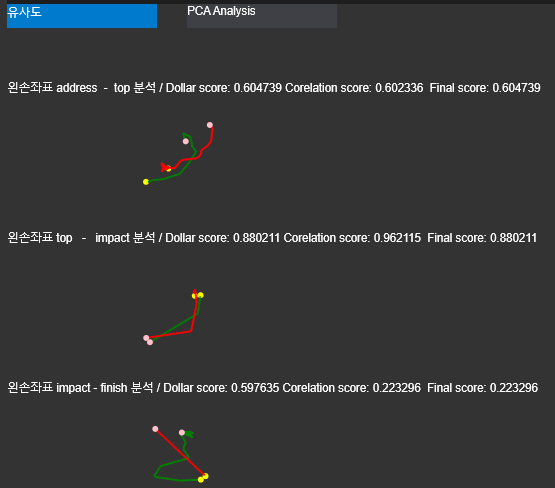 유사도
PCA Analysis
왼손좌표 address - top 분석 / Dollar score: 0.604739 Corelation score: 0.602336 Final score: 0.604739
왼손좌표 top - impact 분석 / Dollar score: 0.880211 Corelation score: 0.962115 Final score: 0.880211
왼손좌표 impact - finish 분석 / Dollar score: 0.597635 Corelation score: 0.223296 Final score: 0.223296